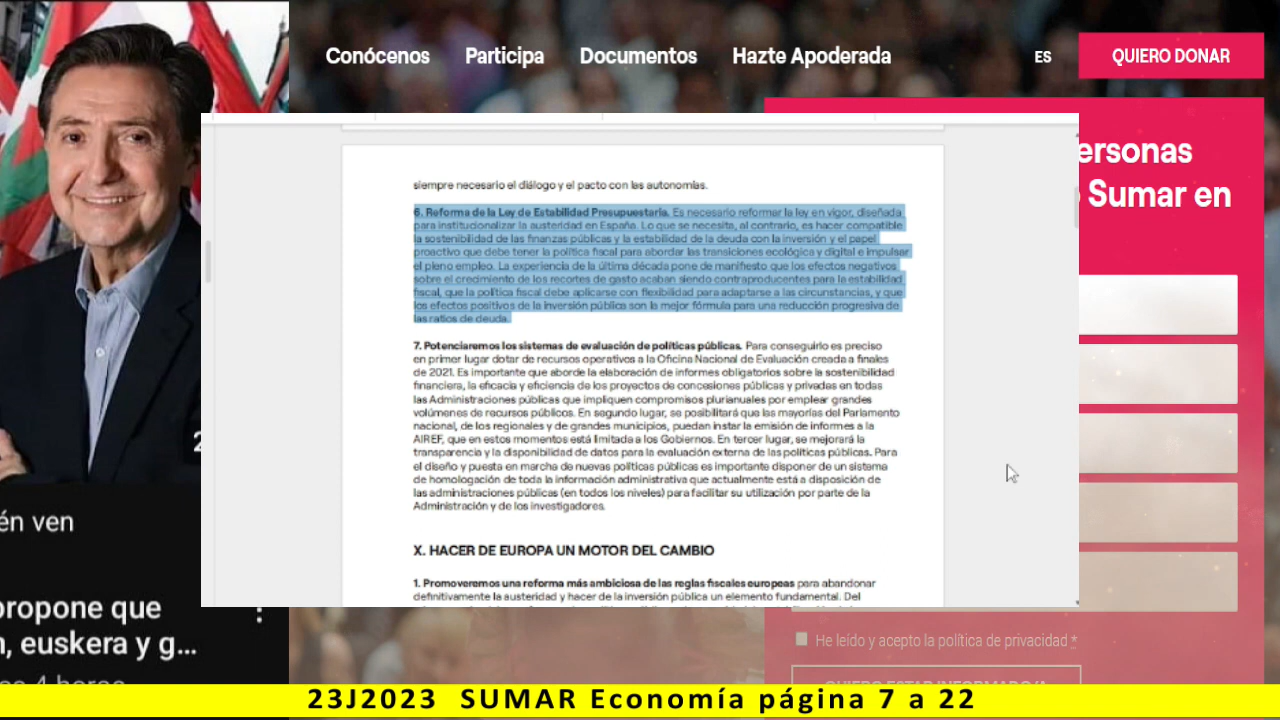 Conócenos Participa Documentos Hazte Apoderada ES QUIERO DONAR
ersonas
Sumar en
siempre necesario el diálogo y el pacto con las autonomías.
6. Reforma de la Ley de Estabilidad Presupuestaria. Es necesario reformar la ley en vigor, diseñada
para institucionalizar la austeridad en España. Lo que se necesita, al contrario, es hacer compatible
la sostenibilidad de las finanzas públicas y la estabilidad de la deuda con la inversión y el papel
proactivo que debe tener la política fiscal para abordar las transiciones ecológica y digital e impulsar
el pleno empleo. La experiencia de la última década pone de manifiesto que los efectos negativos
sobre el credimiento de los recortes de gasto acaban siendo contraproducentes para la estabilidad
fiscal, que la política fiscal debe aplicarse con flexibilidad para adaptarse a las circunstancias, y que
los efectos positivos de la inversión pública son la mejor fórmula para una reducción progresiva de
las ratios de deuda.
7. Potenciaremos los sistemas de evaluación de políticas públicas. Para conseguirlo es preciso
en primer lugar dotar de recursos operativos a la Oficina Nacional de Evaluación creada a finales
de 2021. Es importante que aborde la elaboración de informes obligatorios sobre la sostenibilidad
financiera, la eficacia y eficiencia de los proyectos de concesiones públicas y privadas en todas
las Administraciones públicas que impliquen compromisos plurianuales por emplear grandes
volúmenes de recursos públicos. En segundo lugar, se posibilitará que las mayorías del Parlamento
nacional, de los regionales y de grandes municipios, puedan instar la emisión de informes a la
AIREF, que en estos momentos está limitada a los Gobiernos. En tercer lugar, se mejorará la
transparencia y la disponibilidad de datos para la evaluación externa de las políticas públicas. Para
el diseño y puesta en marcha de nuevas políticas públicas es importante disponer de un sistema
de homologación de toda la información administrativa que actualmente está a disposición de
las administraciones públicas (en todos los niveles) para facilitar su utilización por parte de la
Administración y de los investigadores.
X. HACER DE EUROPA UN MOTOR DEL CAMBIO
1. Promoveremos una reforma más ambiciosa de las reglas fiscales europeas para abandonar
definitivamente la austeridad y hacer de la inversión pública un elemento fundamental. Del
2
én ven
propone que
, euskera y g...
He leído y acepto la política de privacidad *
23J2023 SUMAR Economía página 7 a 22